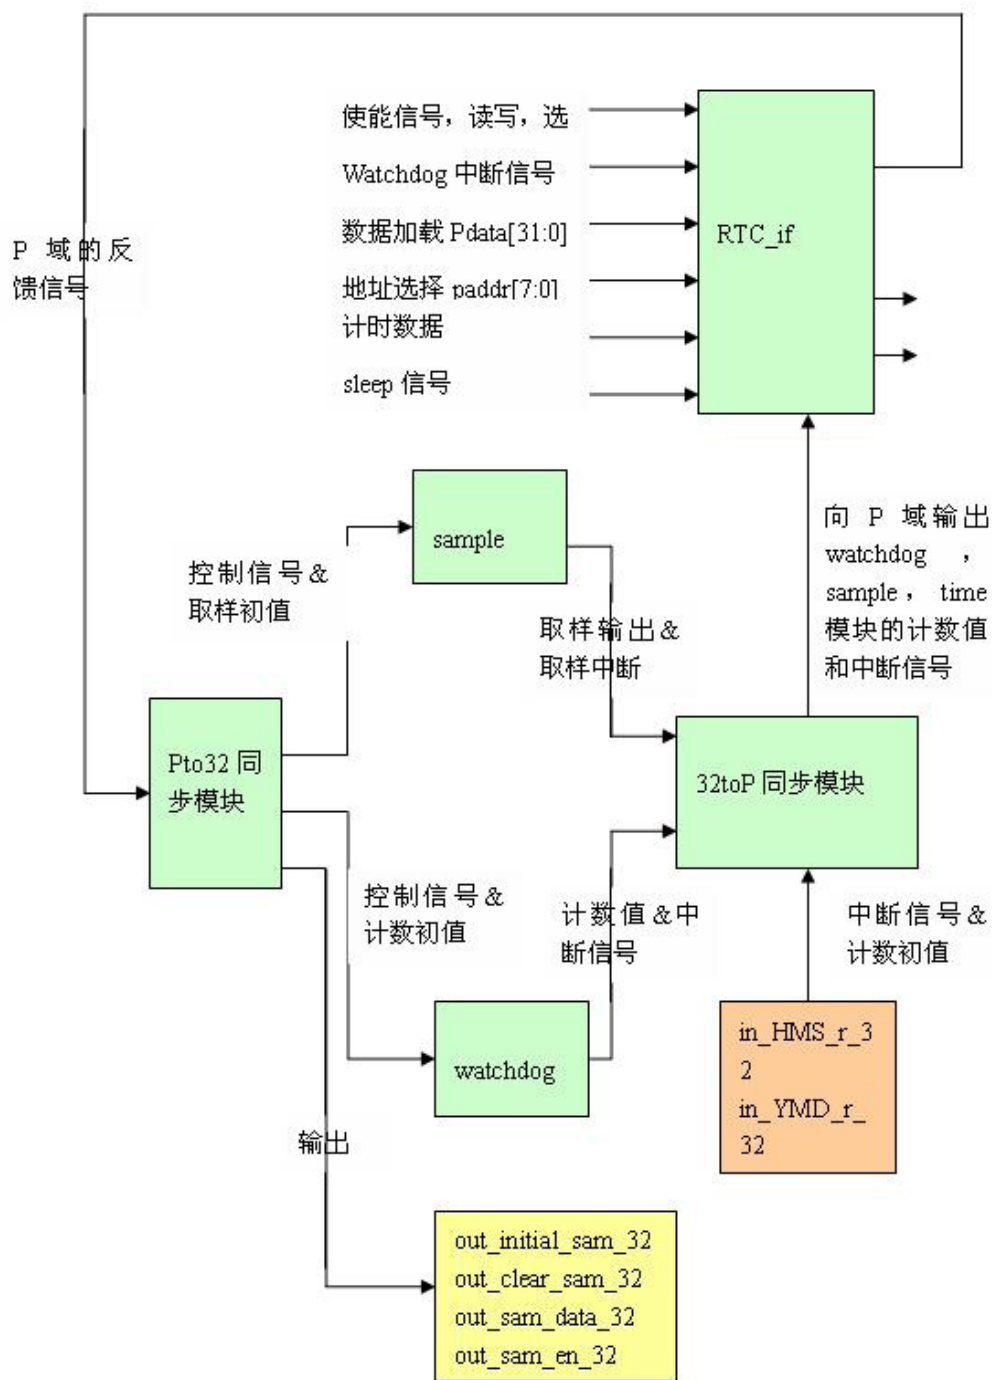 使能信号，读写，选
Watchdog 中断信号
数据加载 Pdata[31:0]
地址选择 paddr[7:0]
计时数据
sleep 信号
RTC_if
P 域的反
馈信号
sample
控制信号&
取样初值
取样输出&
取样中断
向 P 域输出
watchdog ，
sample， time
模块的计数值
和中断信号
Pto32 同
步模块
32toP 同步模块
控制信号&
计数初值
计数值&中
断信号
中断信号&
计数初值
watchdog
in_HMS_r_3
2
in_YMD_r_
32
输出
out_initial_sam_32
out_clear_sam_32
out_sam_data_32
out_sam_en_32